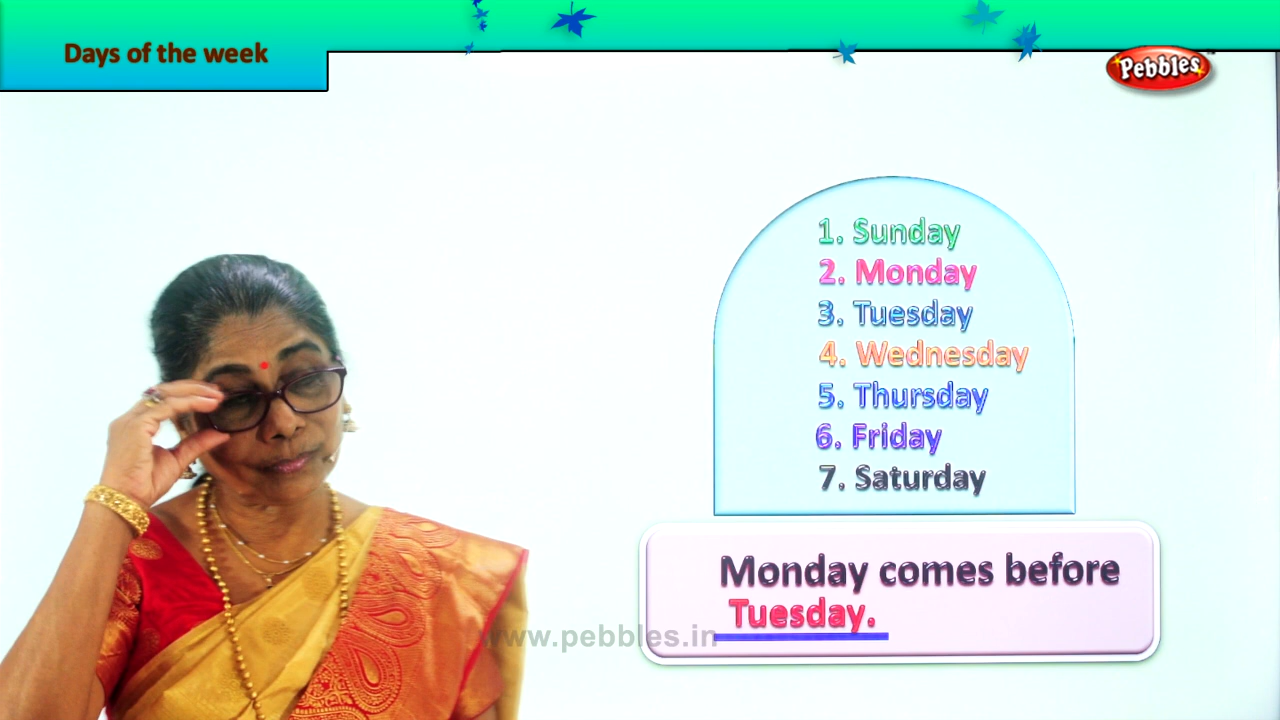 Days of the week
Pebbles
1. Sunday
2. Monday
3. Tuesday
4. Wednesday
5. Thursday
6. Friday
7. Saturday
Monday comes before
Tuesday.
www.pebbles.in